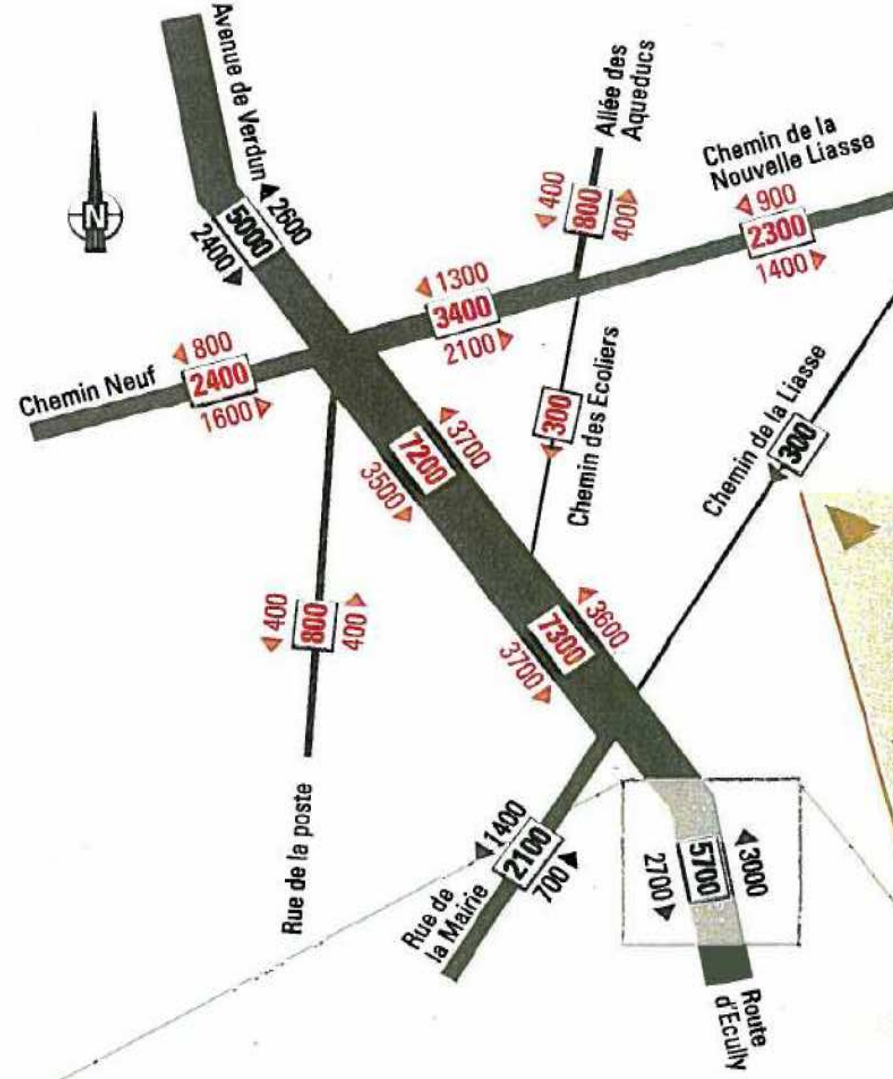 Avenue de Verdun
N
2600
5000
2400
Allée des
Aqueducs
400
800
400
Chemin de la
Nouvelle Liasse
900
2300
1400
1300
3400
2100
800
2400
1600
Chemin Neuf
3700
7200
3500
300
Chemin des Ecoliers
Chemin de la Liasse
300
400
800
400
Rue de la poste
3600
7300
3700
1400
2100
700
Rue de
la Mairie
3000
5700
2700
Route
d'Ecully